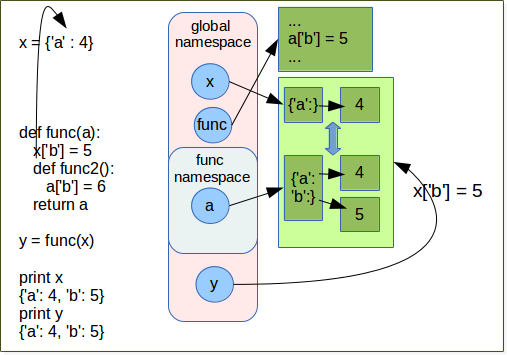 x = {'a' : 4}
def func(a):
x['b'] = 5
def func2():
a['b'] = 6
return a
y = func(x)
print x
{'a': 4, 'b': 5}
print y
{'a': 4, 'b': 5}
global
namespace
x
func
func
namespace
a
y
...
a['b'] = 5
...
{'a':}
4
{'a':
'b':}
4
5
x['b'] = 5